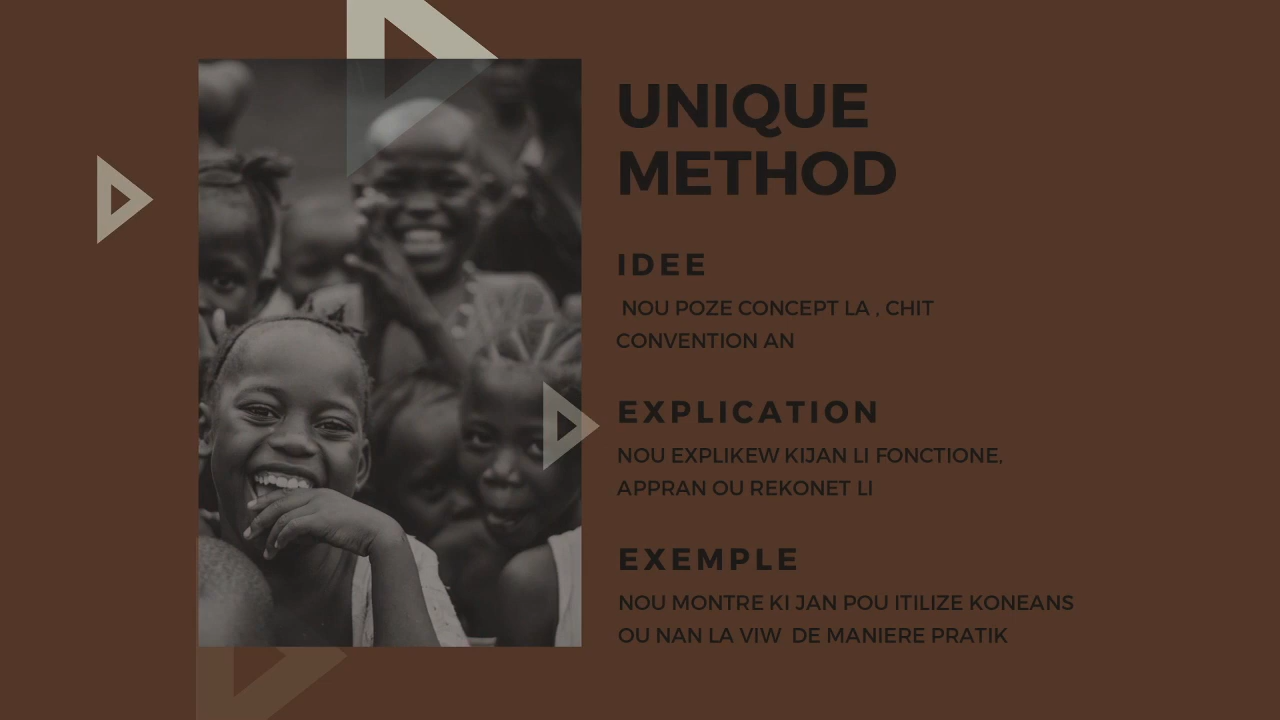 UNIQUE
METHOD
IDEE
NOU POZE CONCEPT LA , CHIT
CONVENTION AN
EXPLICATION
NOU EXPLIKEW KIJAN LI FONCTIONE,
APPRAN OU REKONET LI
EXEMPLE
NOU MONTRE KI JAN POU ITILIZE KONEANS
OU NAN LA VIW DE MANIERE PRATIK